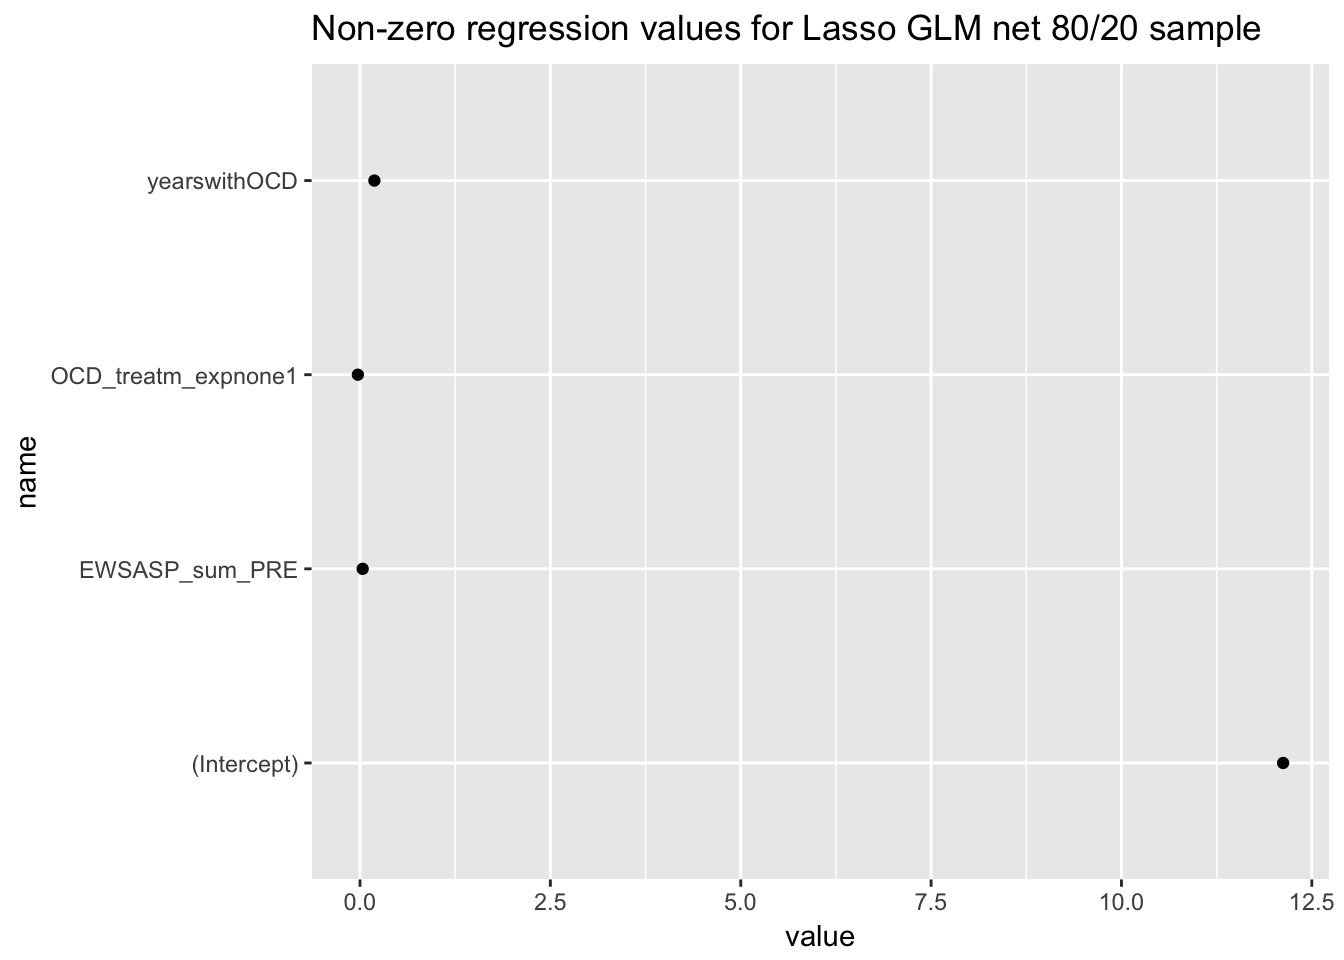 Non-zero regression values for Lasso GLM net 80/20 sample
yearswithOCD
OCD_treatm_expnone1
EWSASP_sum_PRE
(Intercept)
name
0.0 2.5 5.0 7.5 10.0 12.5
value